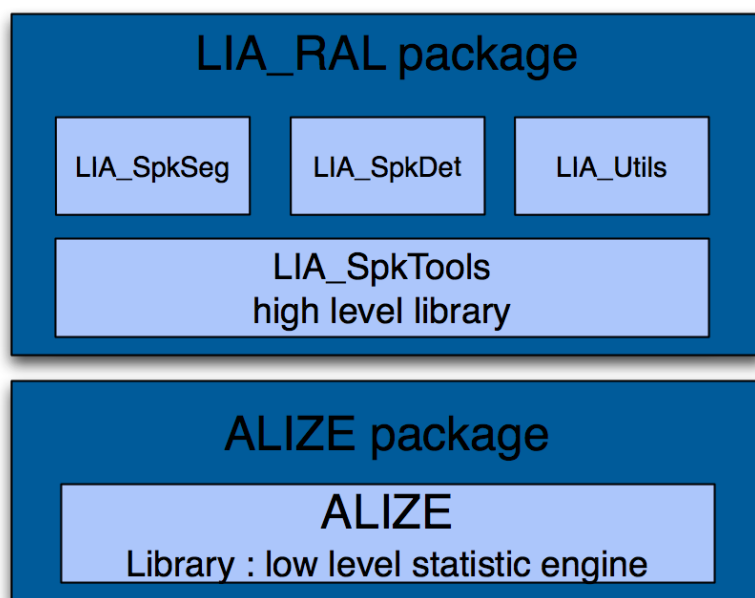 LIA_RAL package
LIA_SpkSeg
LIA_SpkDet
LIA_Utils
LIA_SpkTools
high level library
ALIZE package
ALIZE
Library : low level statistic engine